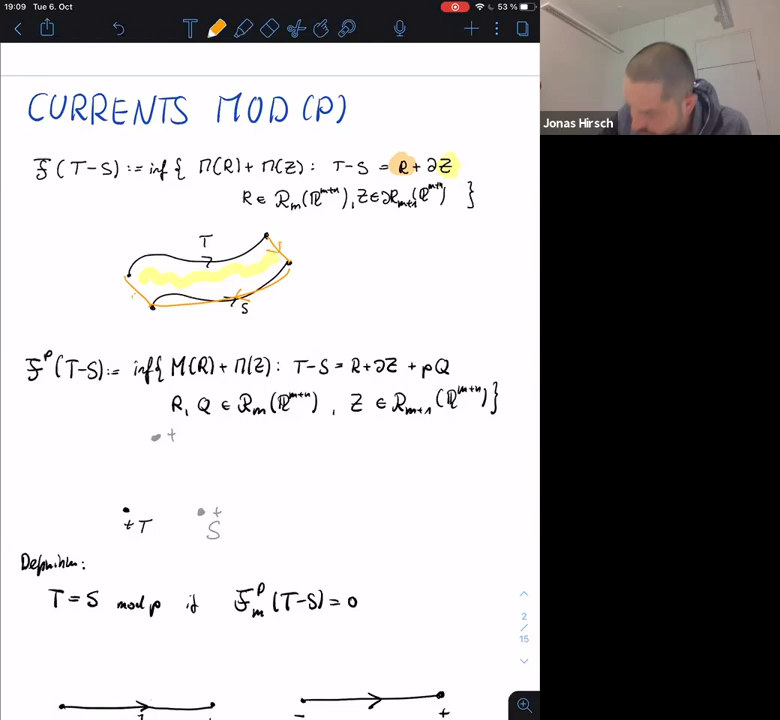 19:09 Tue 6. Oct
53 %
T
CURRENTS MOD(P)
Jonas Hirsch
𝓕(T-S) := inf{ M(R) + M(Z) : T-S = R + ∂Z
R ∈ R_m(ℝ^{m+n}), Z ∈ R_{m+1}(ℝ^{m+n}) }
T
S
𝓕^p(T-S) := inf{ M(R) + M(Z) : T-S = R + ∂Z + pQ
R, Q ∈ R_m(ℝ^{m+n}), Z ∈ R_{m+1}(ℝ^{m+n}) }
+
+T
+
S
Definition:
T = S mod p if 𝓕_m^p(T-S) = 0
2
/
15
-
+